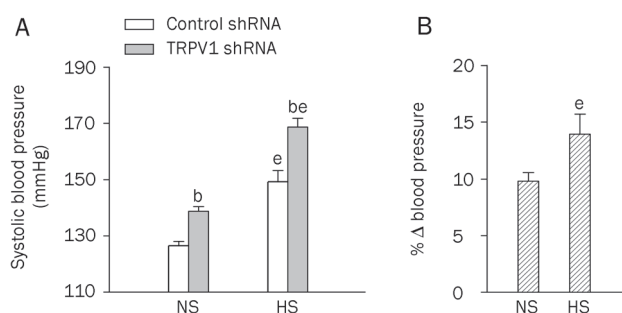 A
Control shRNA
TRPV1 shRNA
Systolic blood pressure
(mmHg)
190
170
150
130
110
b
e
be
NS
HS
B
% Δ blood pressure
20
15
10
5
0
e
NS
HS